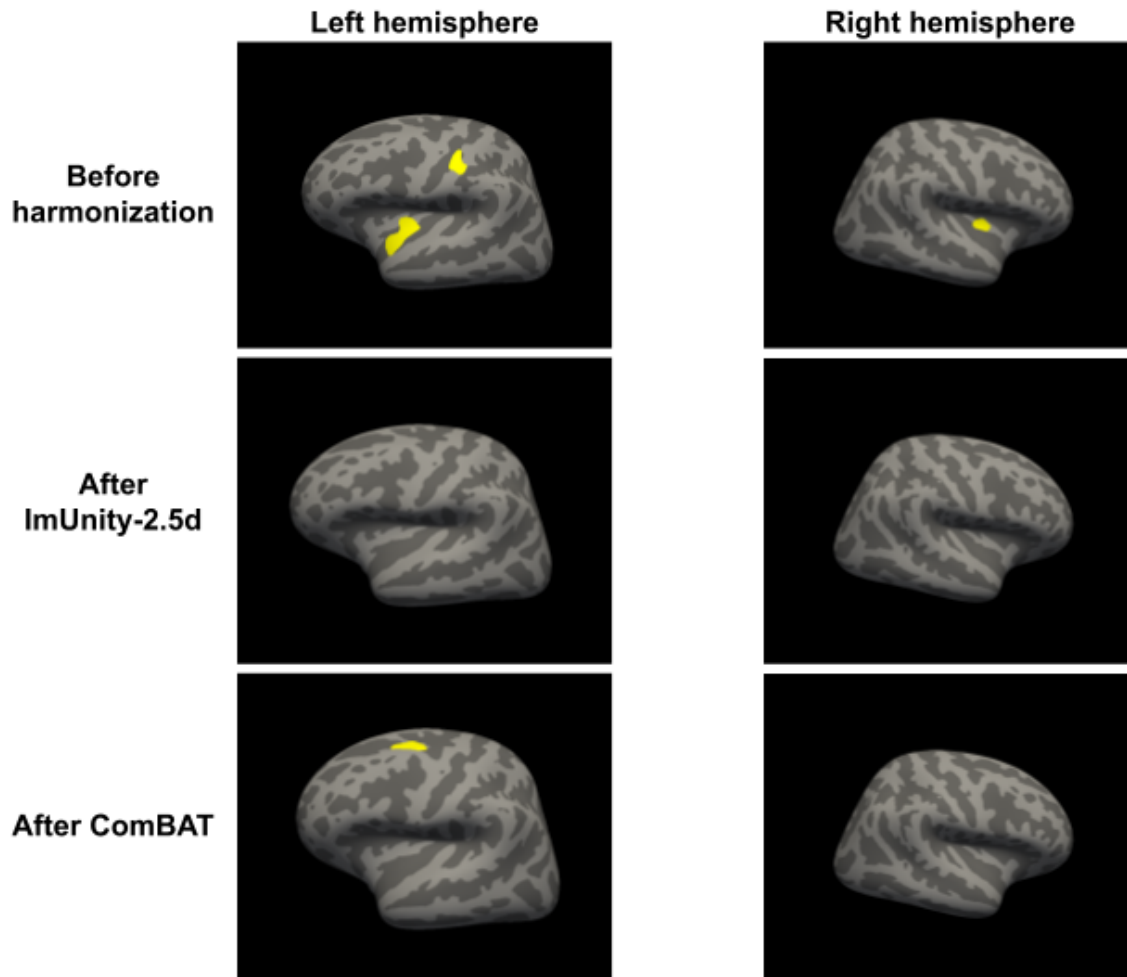 Left hemisphere
Right hemisphere
Before
harmonization
After
ImUnity-2.5d
After ComBAT